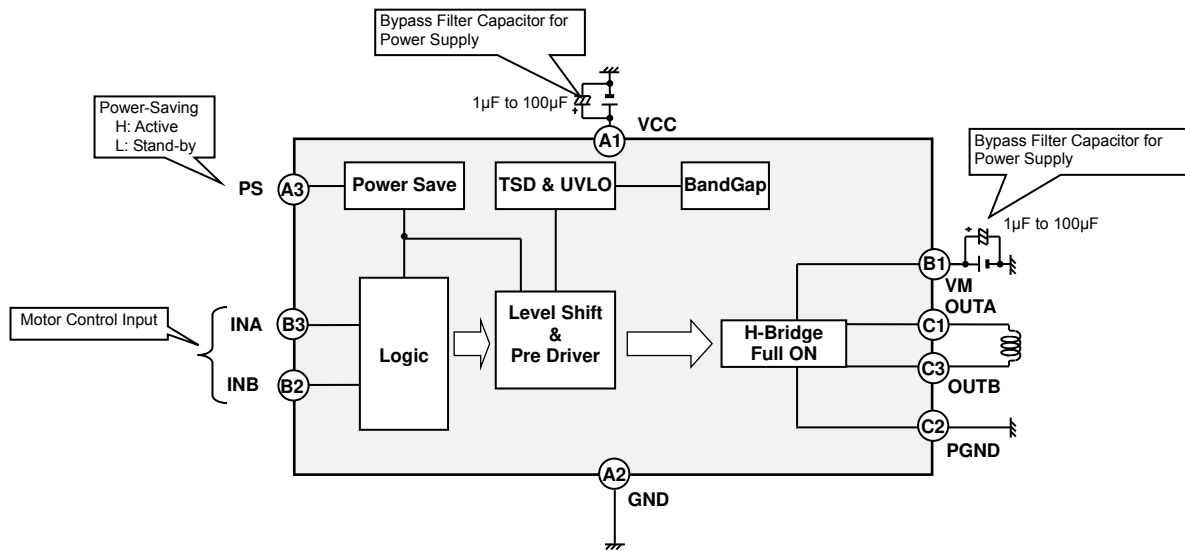 Bypass Filter Capacitor for
Power Supply
1µF to 100µF
+
VCC
A1
Power-Saving
H: Active
L: Stand-by
PS
A3
Power Save
TSD & UVLO
BandGap
Bypass Filter Capacitor for
Power Supply
+
1µF to 100µF
B1
VM
Motor Control Input
INA
B3
INB
B2
Logic
Level Shift
&
Pre Driver
H-Bridge
Full ON
OUTA
C1
C3
OUTB
C2
PGND
A2
GND